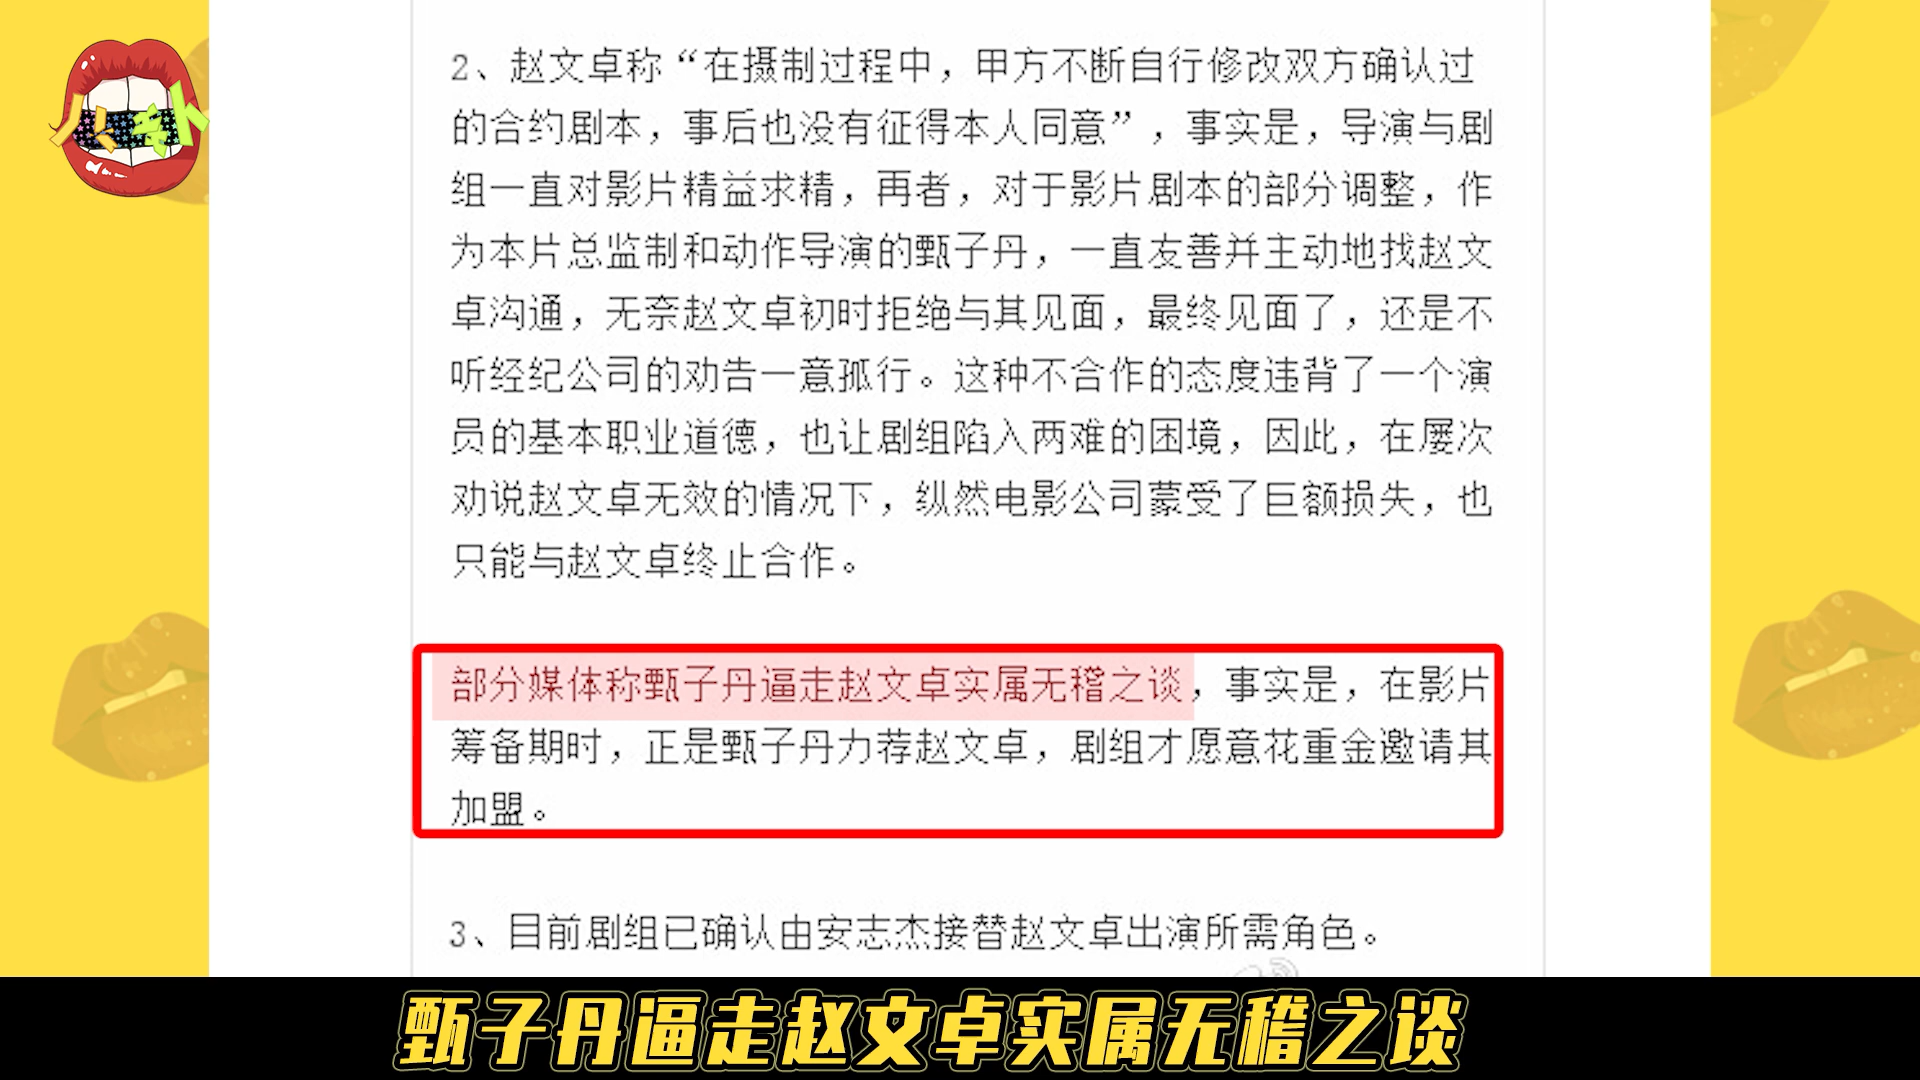 八卦
2、赵文卓称“在摄制过程中，甲方不断自行修改双方确认过
的合约剧本，事后也没有征得本人同意”，事实是，导演与剧
组一直对影片精益求精，再者，对于影片剧本的部分调整，作
为本片总监制和动作导演的甄子丹，一直友善并主动地找赵文
卓沟通，无奈赵文卓初时拒绝与其见面，最终见面了，还是不
听经纪公司的劝告一意孤行。这种不合作的态度违背了一个演
员的基本职业道德，也让剧组陷入两难的困境，因此，在屡次
劝说赵文卓无效的情况下，纵然电影公司蒙受了巨额损失，也
只能与赵文卓终止合作。
部分媒体称甄子丹逼走赵文卓实属无稽之谈，事实是，在影片
筹备期时，正是甄子丹力荐赵文卓，剧组才愿意花重金邀请其
加盟。
3、目前剧组已确认由安志杰接替赵文卓出演所需角色。
甄子丹逼走赵文卓实属无稽之谈